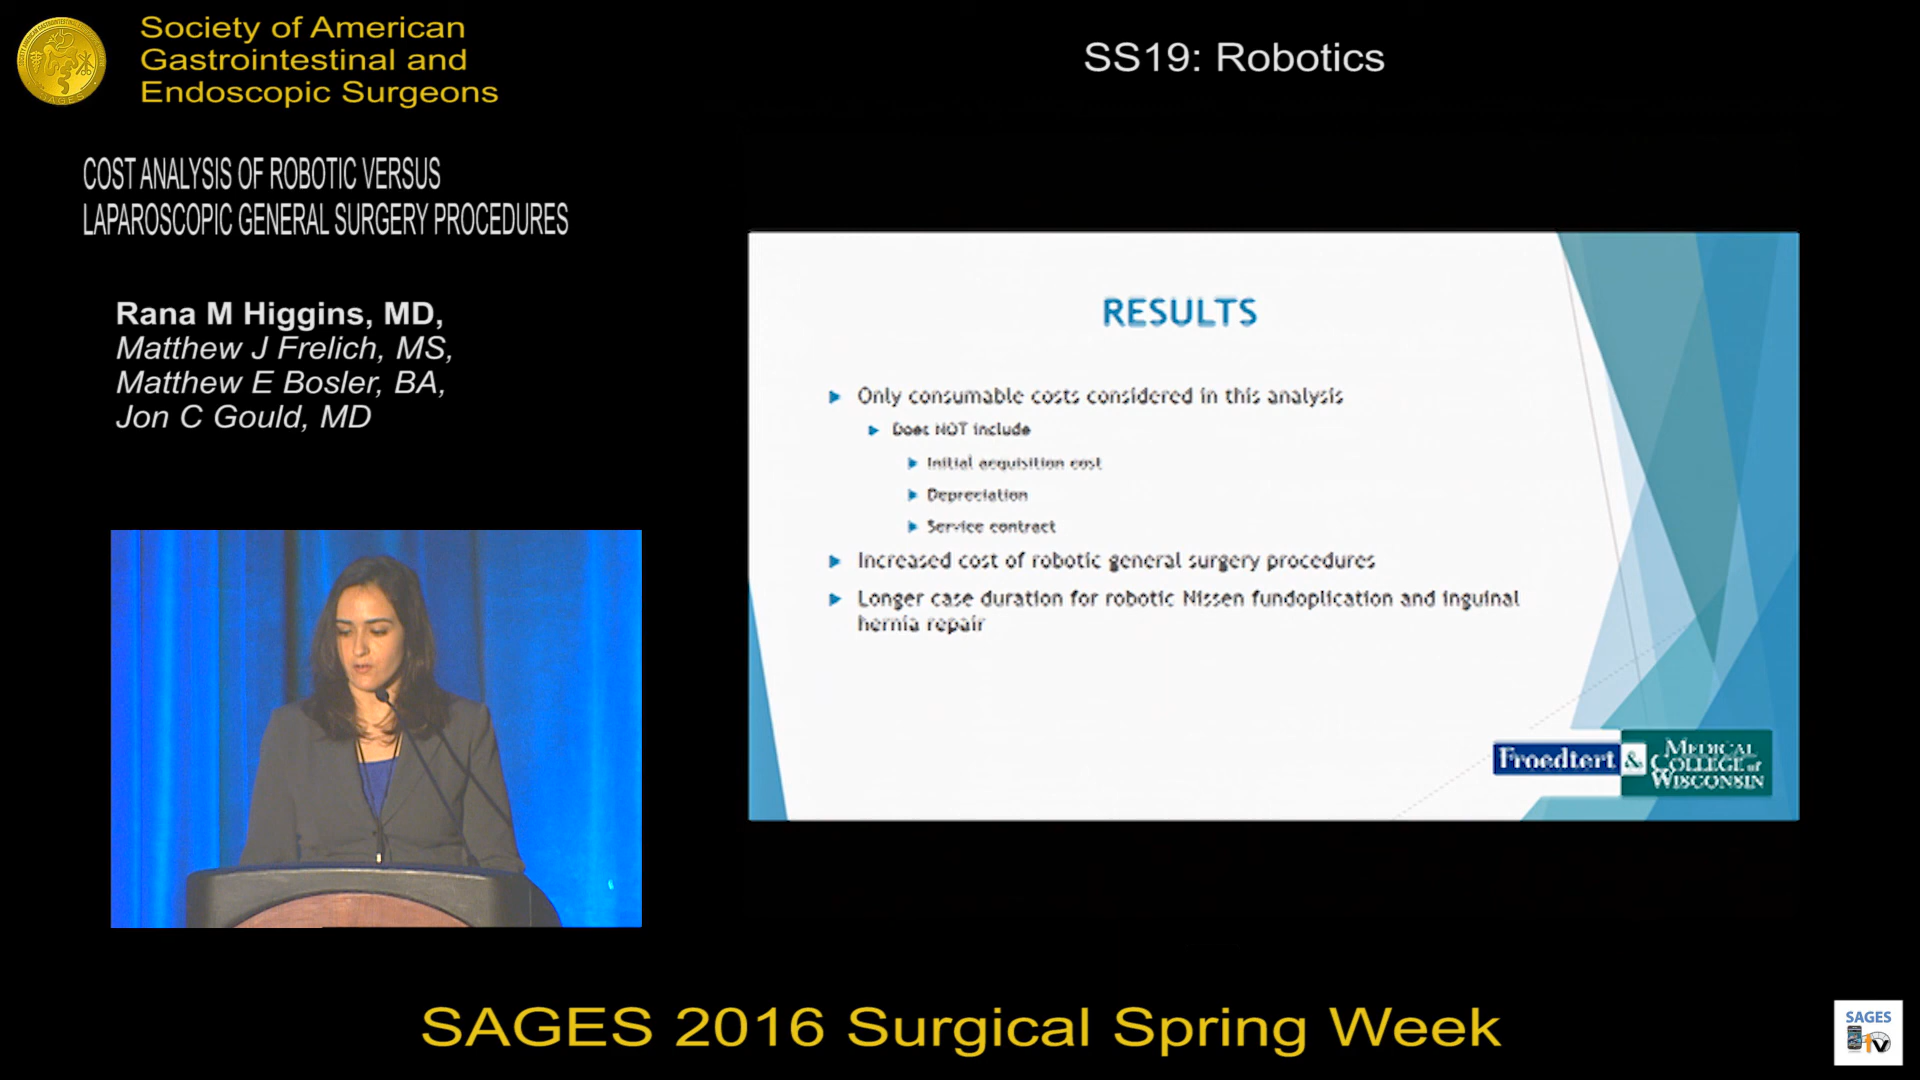 Society of American
Gastrointestinal and
Endoscopic Surgeons
SS19: Robotics
COST ANALYSIS OF ROBOTIC VERSUS
LAPAROSCOPIC GENERAL SURGERY PROCEDURES
Rana M Higgins, MD,
Matthew J Frelich, MS,
Matthew E Bosler, BA,
Jon C Gould, MD
RESULTS
Only consumable costs considered in this analysis
Does NOT include
Initial acquisition cost
Depreciation
Service contract
Increased cost of robotic general surgery procedures
Longer case duration for robotic Nissen fundoplication and inguinal
hernia repair
Froedtert & MEDICAL
COLLEGE of
WISCONSIN
SAGES 2016 Surgical Spring Week
SAGES
TV